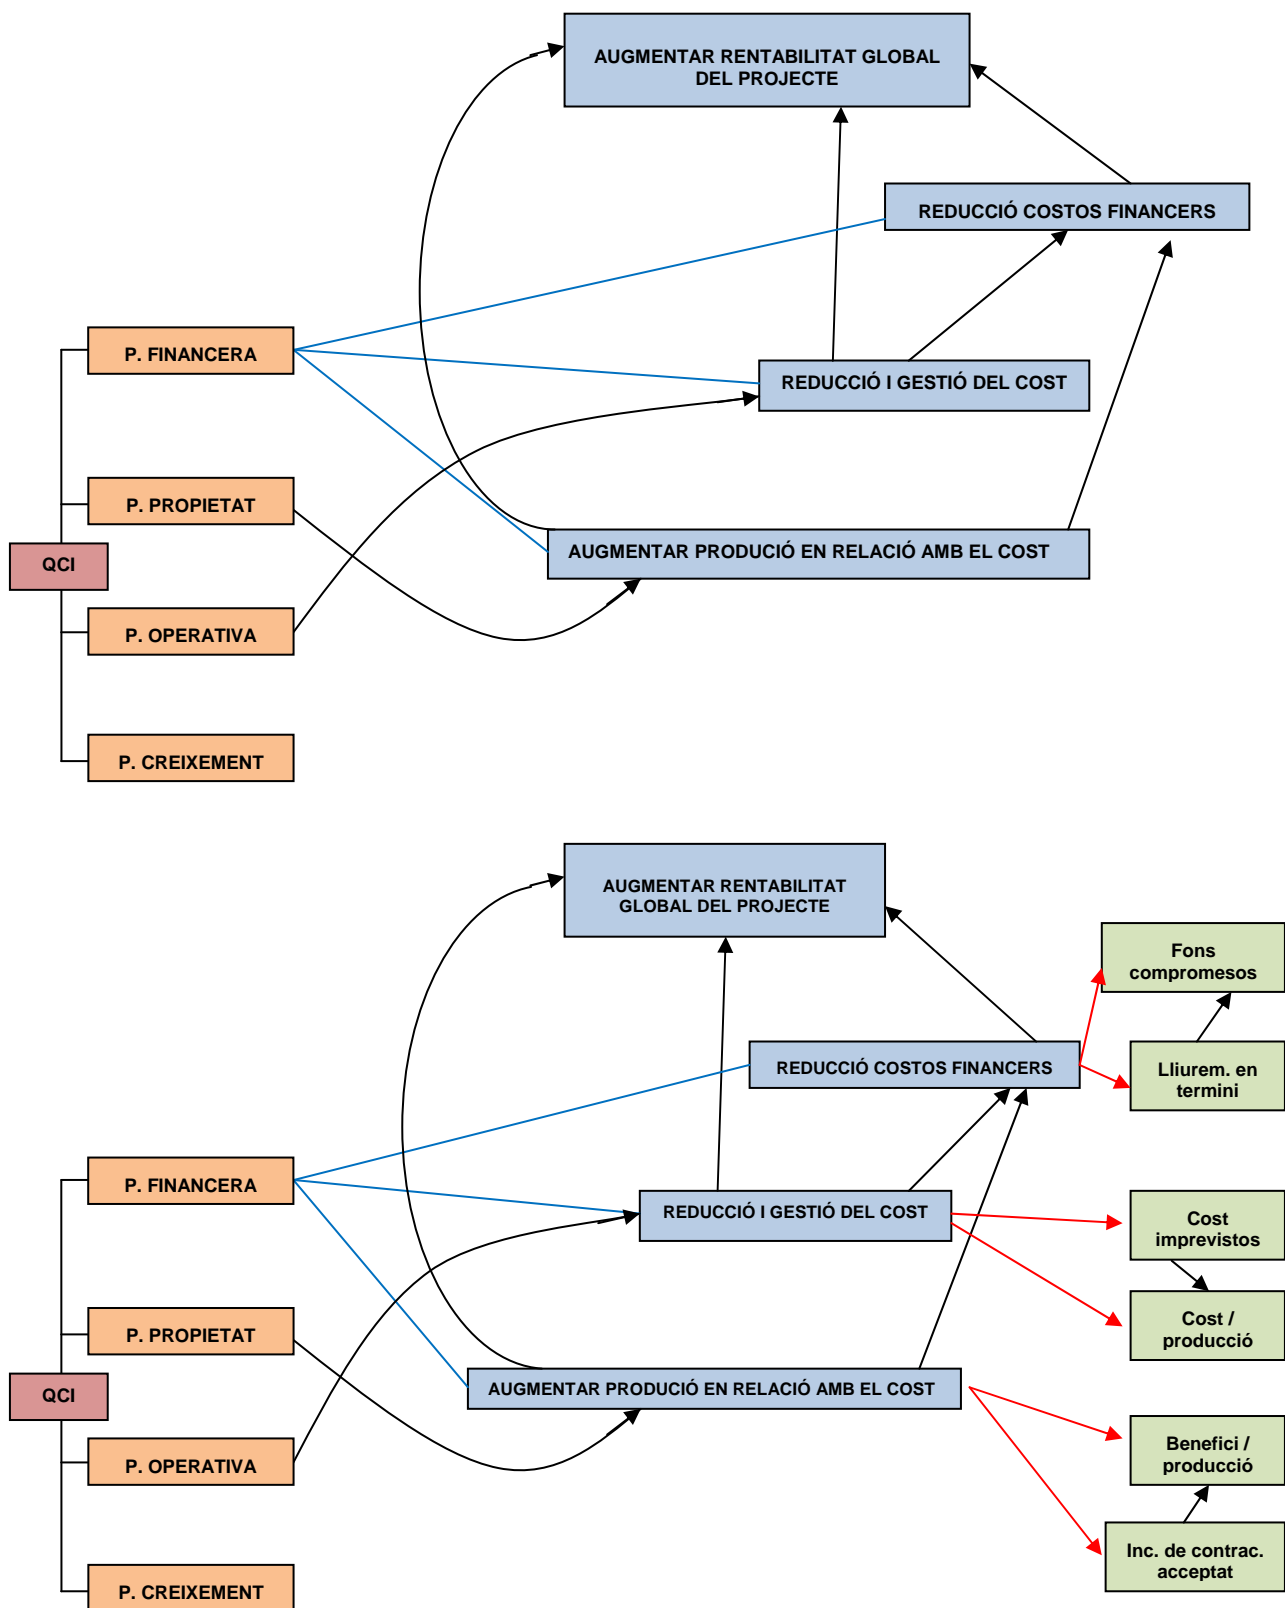 AUGMENTAR RENTABILITAT GLOBAL
DEL PROJECTE
REDUCCIÓ COSTOS FINANCERS
P. FINANCERA
REDUCCIÓ I GESTIÓ DEL COST
P. PROPIETAT
AUGMENTAR PRODUCIÓ EN RELACIÓ AMB EL COST
QCI
P. OPERATIVA
P. CREIXEMENT
AUGMENTAR RENTABILITAT
GLOBAL DEL PROJECTE
Fons
compromesos
REDUCCIÓ COSTOS FINANCERS
Lliurem. en
termini
P. FINANCERA
REDUCCIÓ I GESTIÓ DEL COST
Cost
imprevistos
P. PROPIETAT
Cost /
producció
QCI
AUGMENTAR PRODUCIÓ EN RELACIÓ AMB EL COST
P. OPERATIVA
Benefici /
producció
Inc. de contrac.
acceptat
P. CREIXEMENT